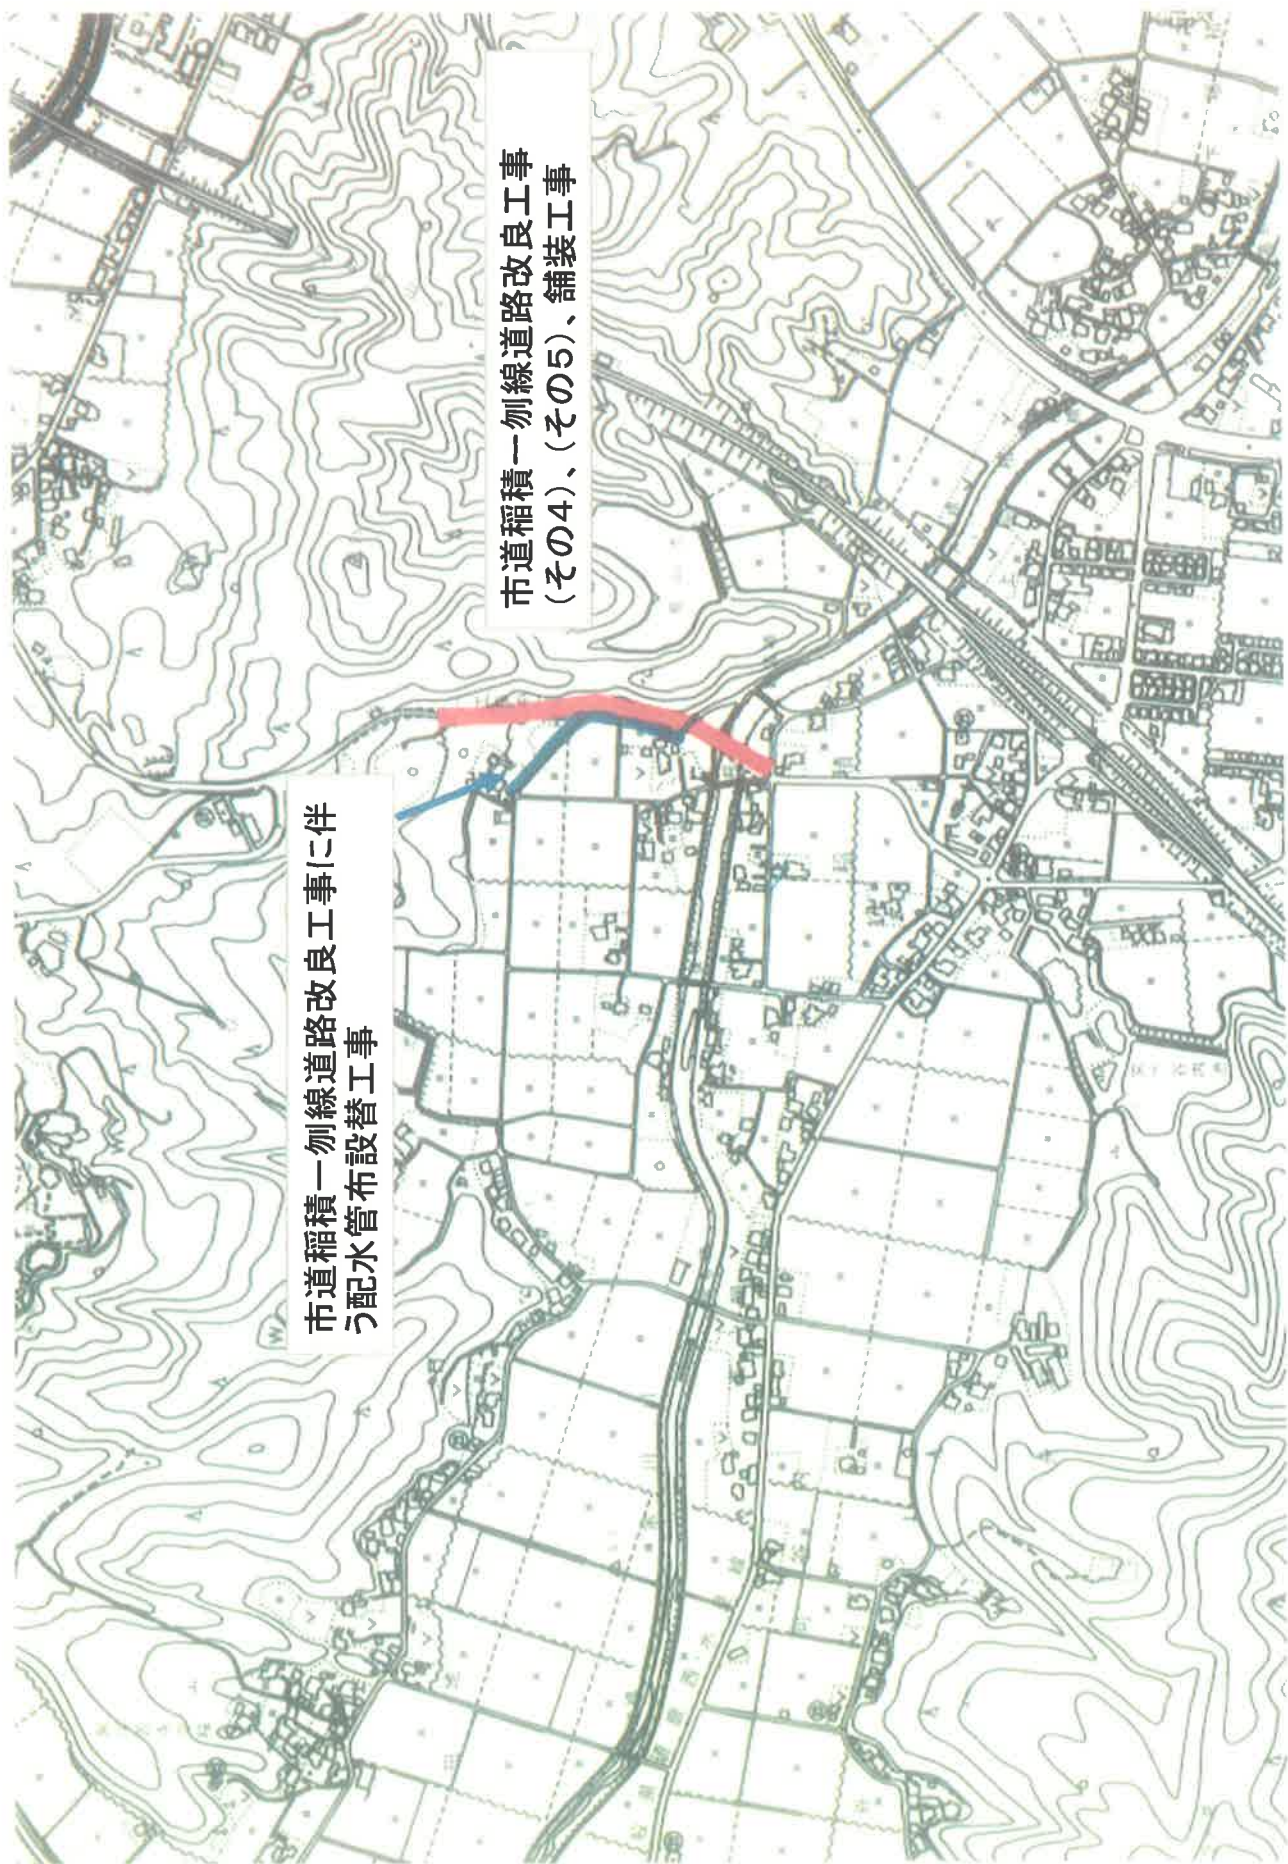 市道稲積一刎線道路改良工事
(その4)、(その5)、舗装工事
市道稲積一刎線道路改良工事に伴
う配水管布設替工事